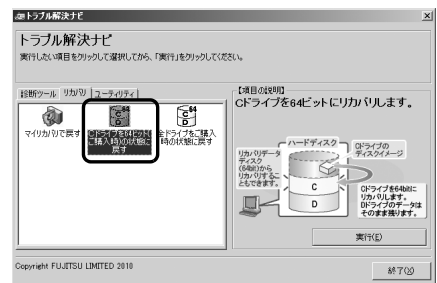 トラブル解決ナビ
トラブル解決ナビ
実行したい項目をクリックして選択してから、「実行」をクリックしてください。
診断ツール
リカバリ
ユーティリティ
マイリカバリで戻す
64
C
D
Cドライブを64ビット(ご購入時)の状態に戻す
64
C
D
全ドライブをご購入時の状態に戻す
【項目の説明】
Cドライブを64ビットにリカバリします。
リカバリデータ
ディスク
(64bit)から
リカバリするこ
ともできます。
ハードディスク
C
D
Cドライブの
ディスクイメージ
Cドライブを64bitに
リカバリします。
Dドライブのデータは
そのまま残ります。
実行(E)
Copyright FUJITSU LIMITED 2010
終了(X)